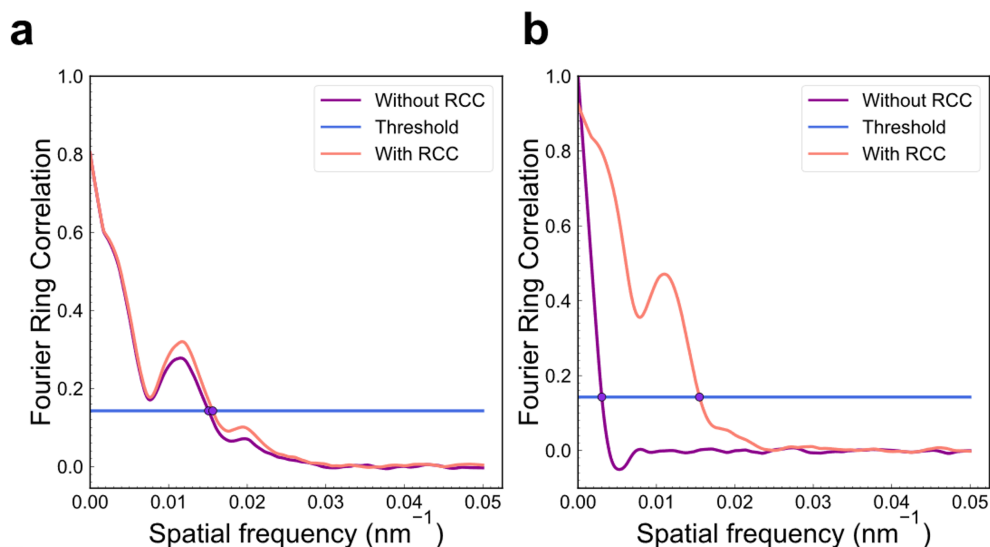 a
1.0
0.8
0.6
0.4
0.2
0.0
Fourier Ring Correlation
Without RCC
Threshold
With RCC
0.00 0.01 0.02 0.03 0.04 0.05
Spatial frequency (nm⁻¹)
b
1.0
0.8
0.6
0.4
0.2
0.0
Fourier Ring Correlation
Without RCC
Threshold
With RCC
0.00 0.01 0.02 0.03 0.04 0.05
Spatial frequency (nm⁻¹)